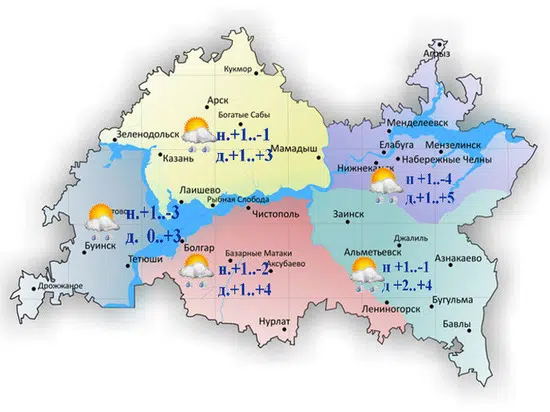 Агрыз
Кукмор
Арск
Богатые Сабы
Менделеевск
Зеленодольск
н.+1..-1
Елабуга
Мензелинск
Казань
д.+1..+3
Мамадыш
Набережные Челны
Нижнекамск
п +1..-4
Лаишево
Рыбная Слобода
д.+1..+5
н.+1..-3
Чистополь
Заинск
д. 0..+3
Буинск
Болгар
Джалиль
Базарные Матаки
Альметьевск
Азнакаево
Тетюши
н.+1..-2
Аксубаево
п +1..-1
Дрожжаное
д.+1..+4
д +2..+4
Лениногорск
Бугульма
Нурлат
Бавлы